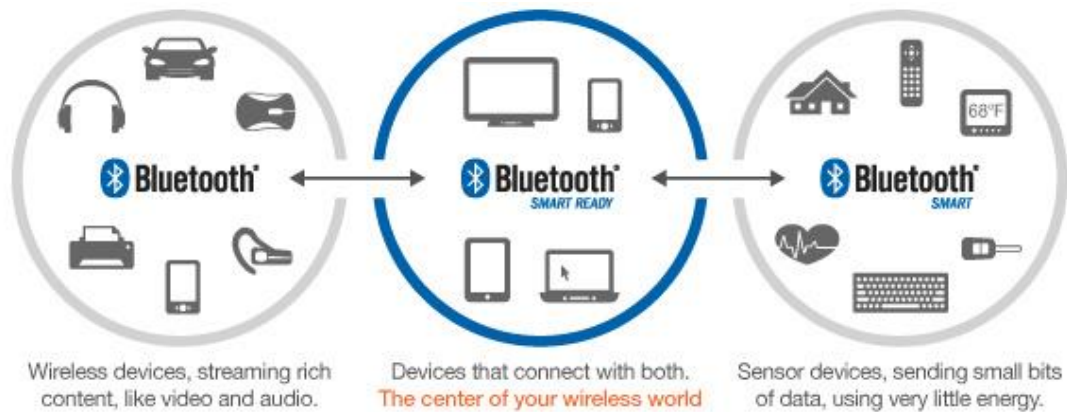 68°F
Bluetooth®
Bluetooth®
SMART READY
Bluetooth®
SMART
Wireless devices, streaming rich
content, like video and audio.
Devices that connect with both.
The center of your wireless world
Sensor devices, sending small bits
of data, using very little energy.